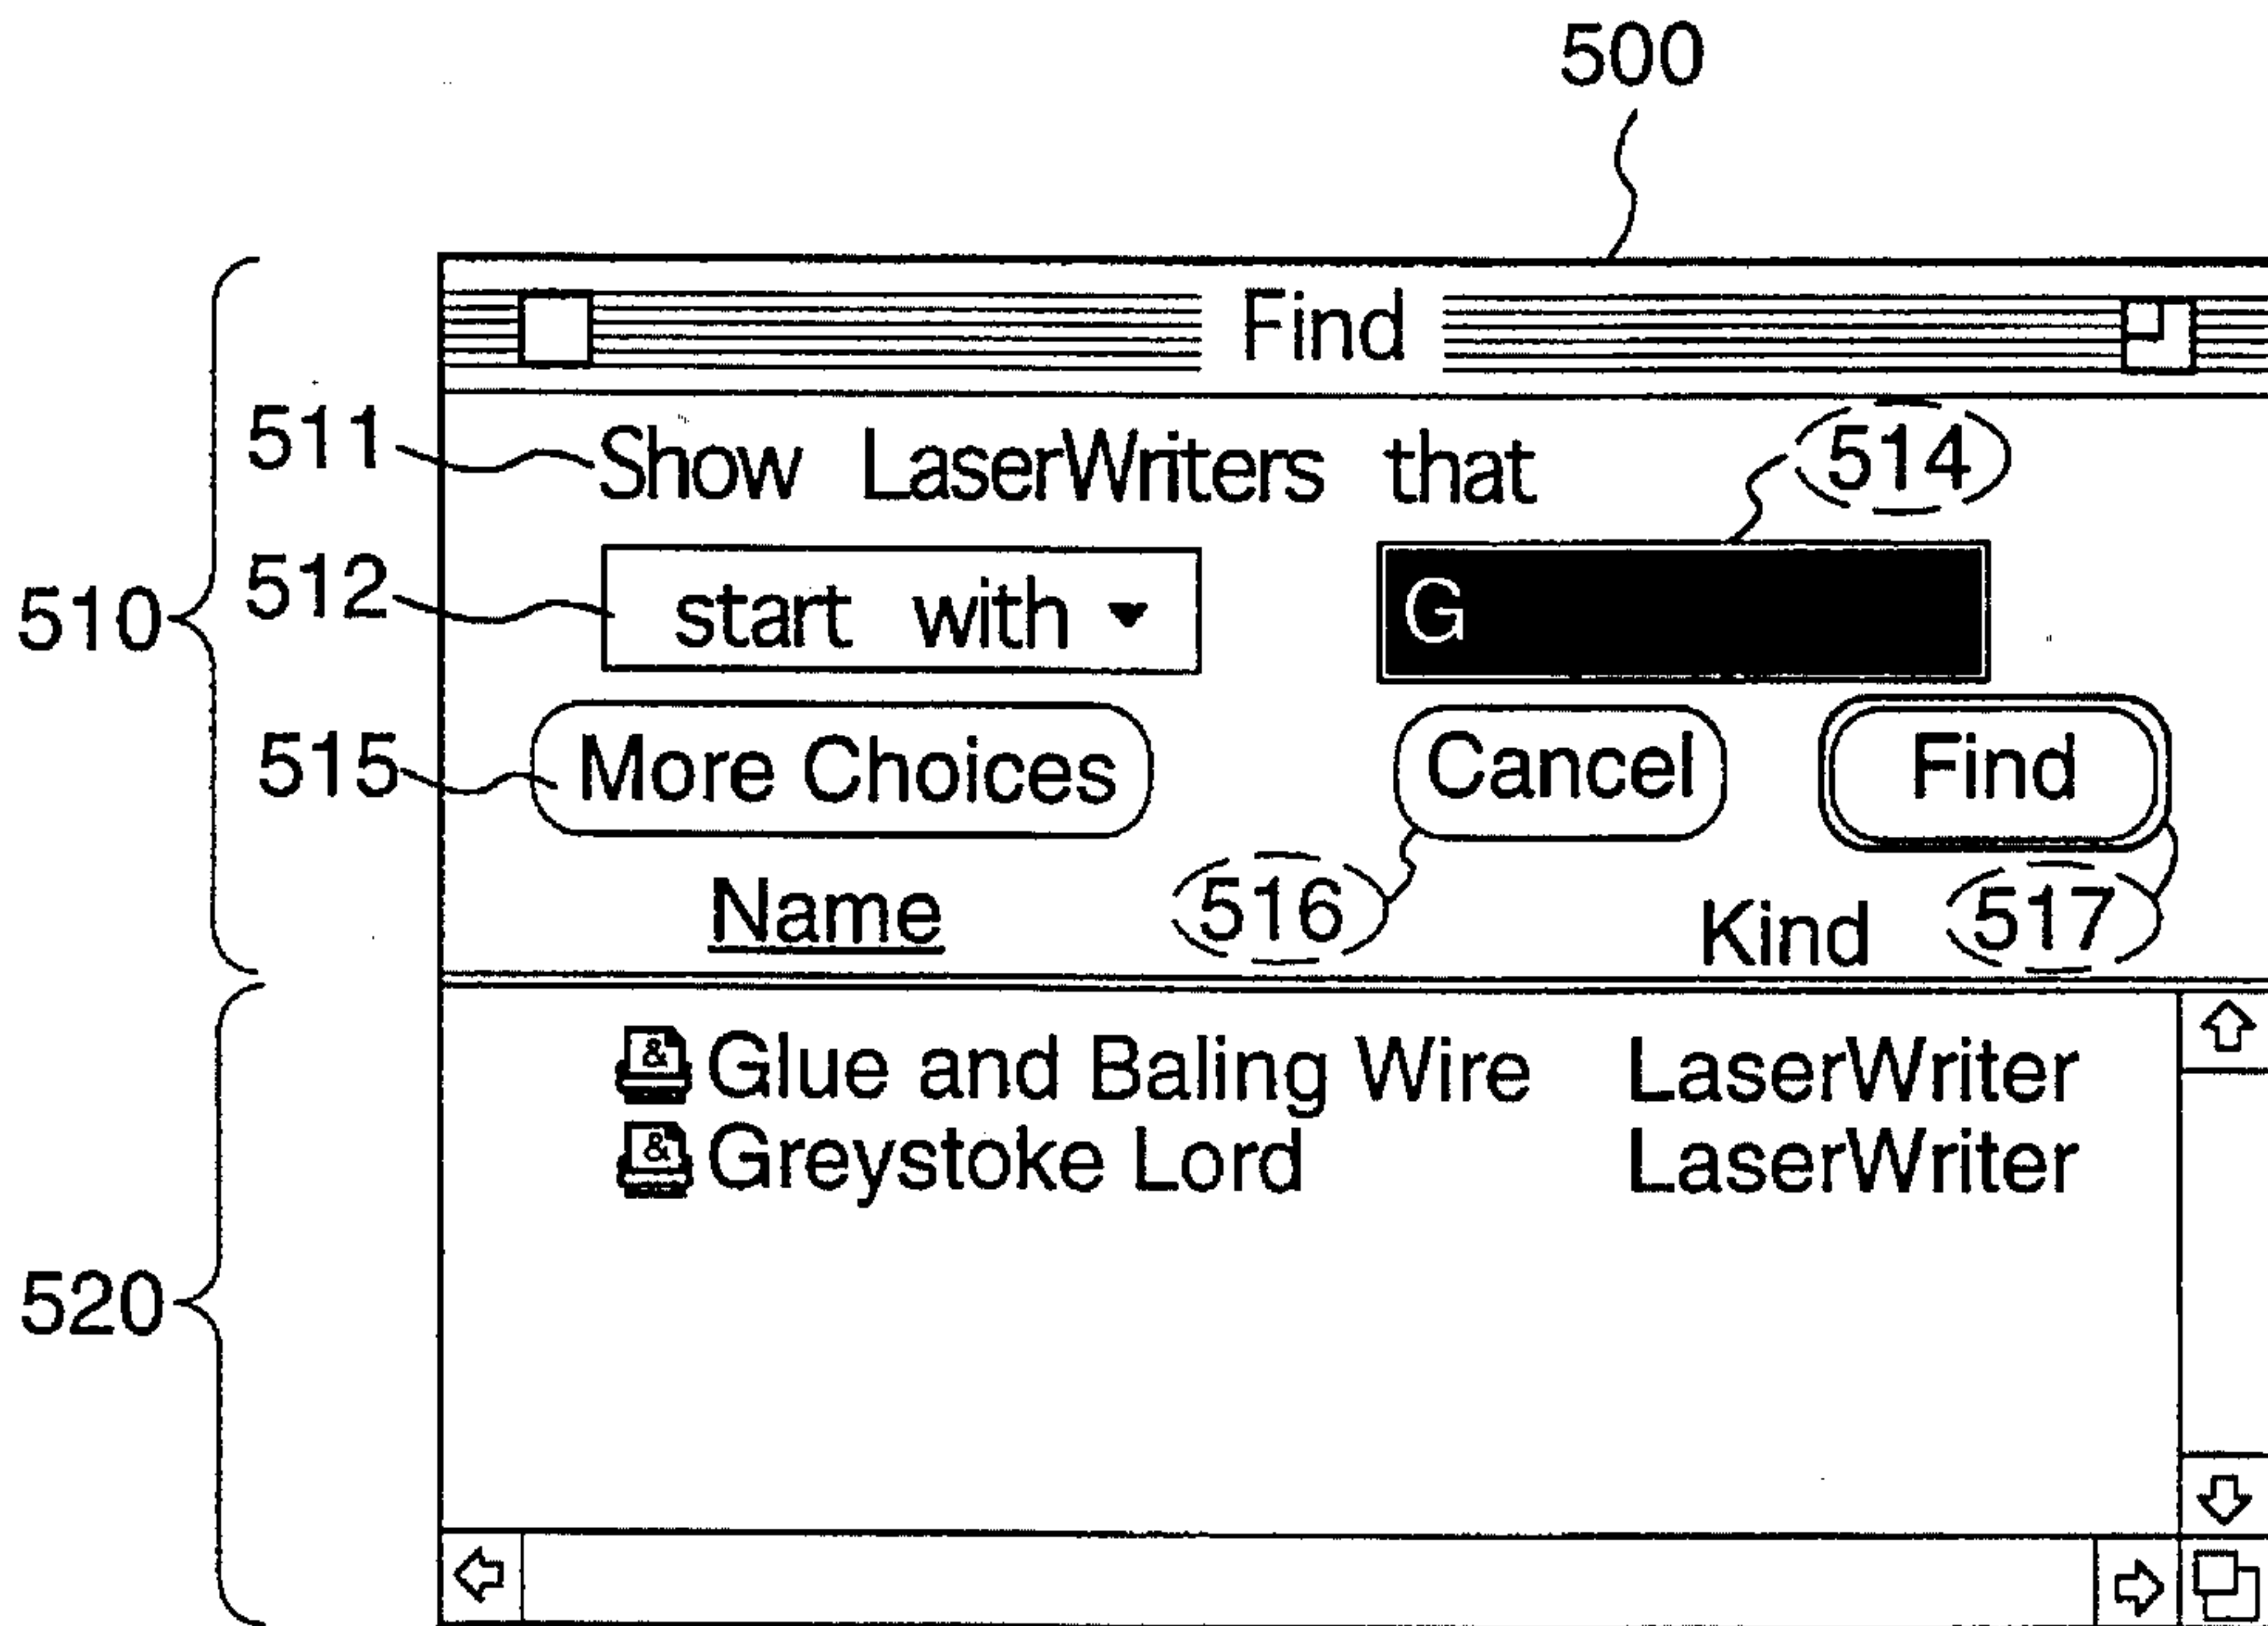 500
Find
511 Show LaserWriters that 514
510 512 start with G
515 More Choices Cancel Find
Name 516 Kind 517
& Glue and Baling Wire LaserWriter
& Greystoke Lord LaserWriter
520